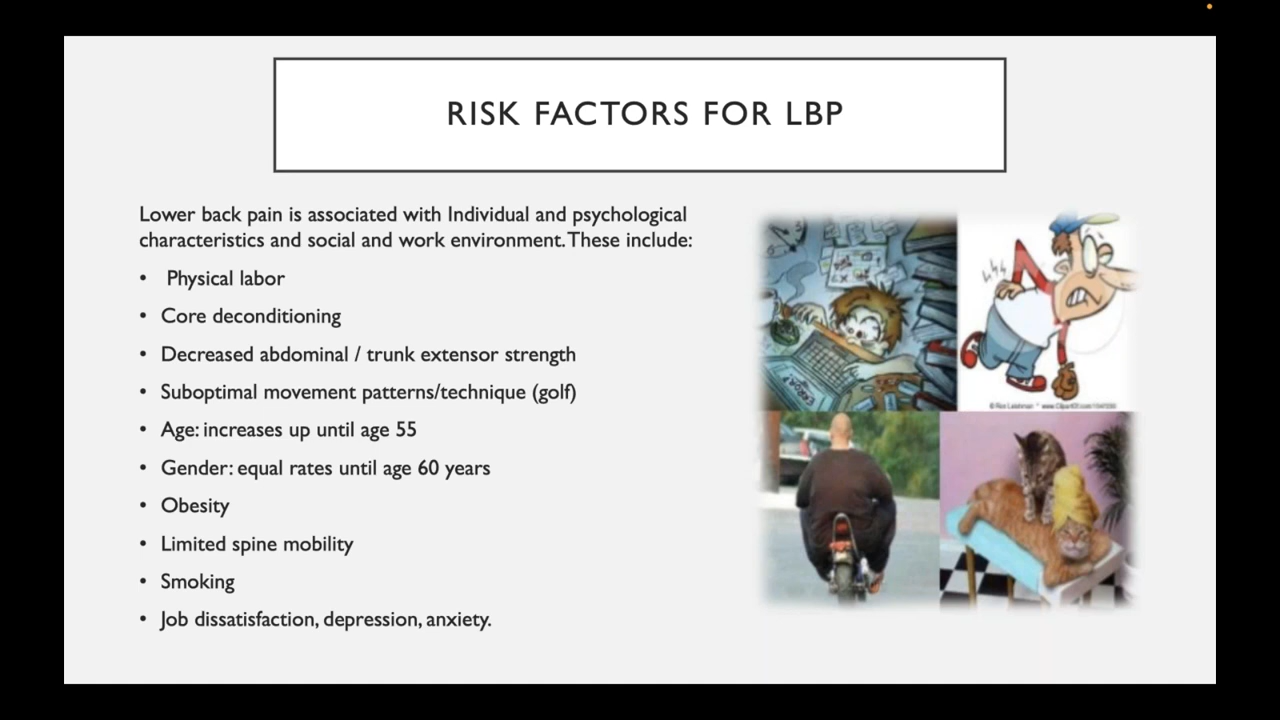 RISK FACTORS FOR LBP
Lower back pain is associated with Individual and psychological
characteristics and social and work environment. These include:
• Physical labor
• Core deconditioning
• Decreased abdominal / trunk extensor strength
• Suboptimal movement patterns/technique (golf)
• Age: increases up until age 55
• Gender: equal rates until age 60 years
• Obesity
• Limited spine mobility
• Smoking
• Job dissatisfaction, depression, anxiety.